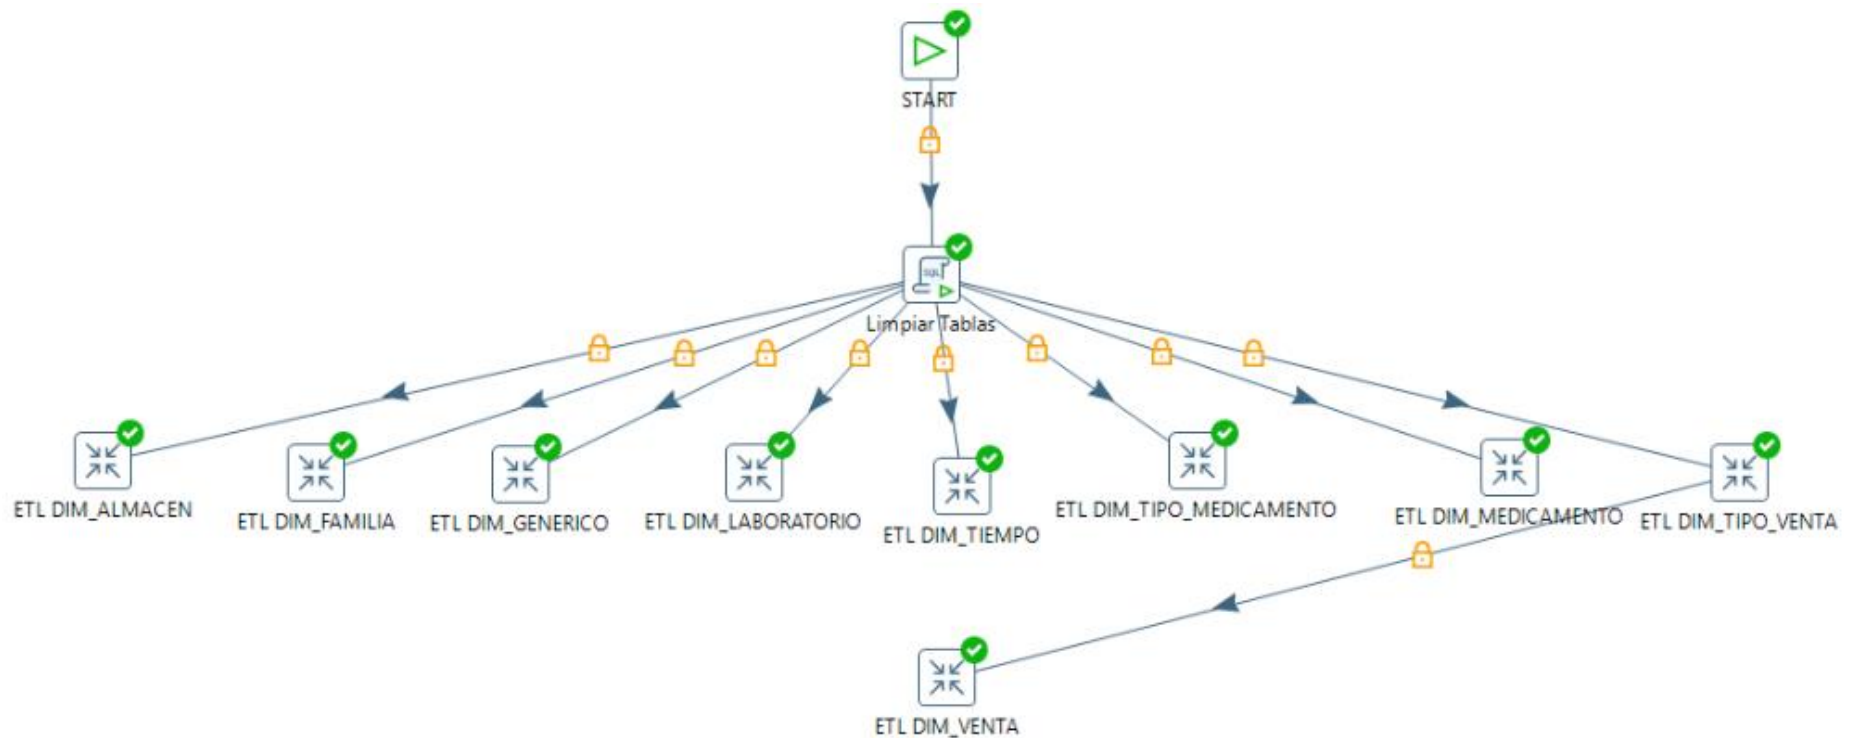 START
SQL
Limpiar Tablas
ETL DIM_ALMACEN
ETL DIM_FAMILIA
ETL DIM_GENERICO
ETL DIM_LABORATORIO
ETL DIM_TIEMPO
ETL DIM_TIPO_MEDICAMENTO
ETL DIM_MEDICAMENTO
ETL DIM_TIPO_VENTA
ETL DIM_VENTA